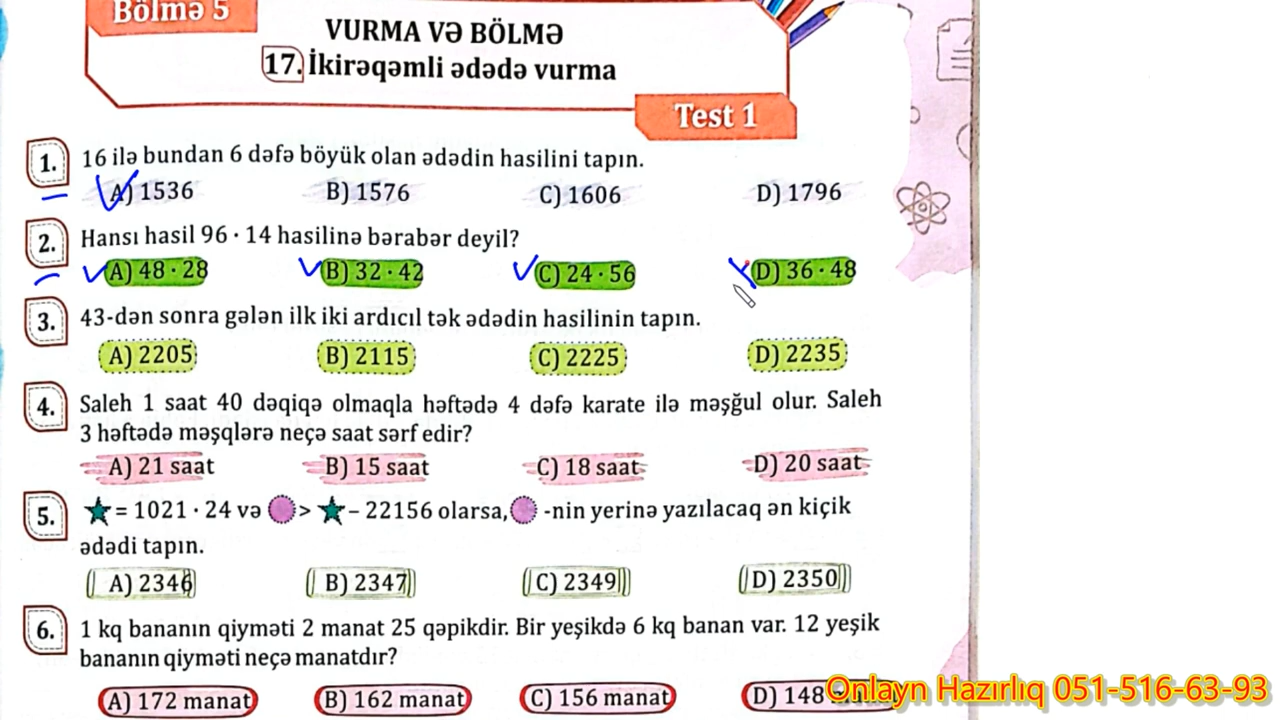 Bölmə 5
VURMA VƏ BÖLMƏ
17. İkirəqəmli ədədə vurma
Test 1
1. 16 ilə bundan 6 dəfə böyük olan ədədin hasilini tapın.
A) 1536 B) 1576 C) 1606 D) 1796
2. Hansı hasil 96 · 14 hasilinə bərabər deyil?
A) 48 · 28 B) 32 · 42 C) 24 · 56 D) 36 · 48
3. 43-dən sonra gələn ilk iki ardıcıl tək ədədin hasilinin tapın.
A) 2205 B) 2115 C) 2225 D) 2235
4. Saleh 1 saat 40 dəqiqə olmaqla həftədə 4 dəfə karate ilə məşğul olur. Saleh
3 həftədə məşqlərə neçə saat sərf edir?
A) 21 saat B) 15 saat C) 18 saat D) 20 saat
5. = 1021 · 24 və > – 22156 olarsa, -nin yerinə yazılacaq ən kiçik
ədədi tapın.
A) 2346 B) 2347 C) 2349 D) 2350
6. 1 kq bananın qiyməti 2 manat 25 qəpikdir. Bir yeşikdə 6 kq banan var. 12 yeşik
bananın qiyməti neçə manatdır?
A) 172 manat B) 162 manat C) 156 manat D) 148
Onlayn Hazırlıq 051-516-63-93